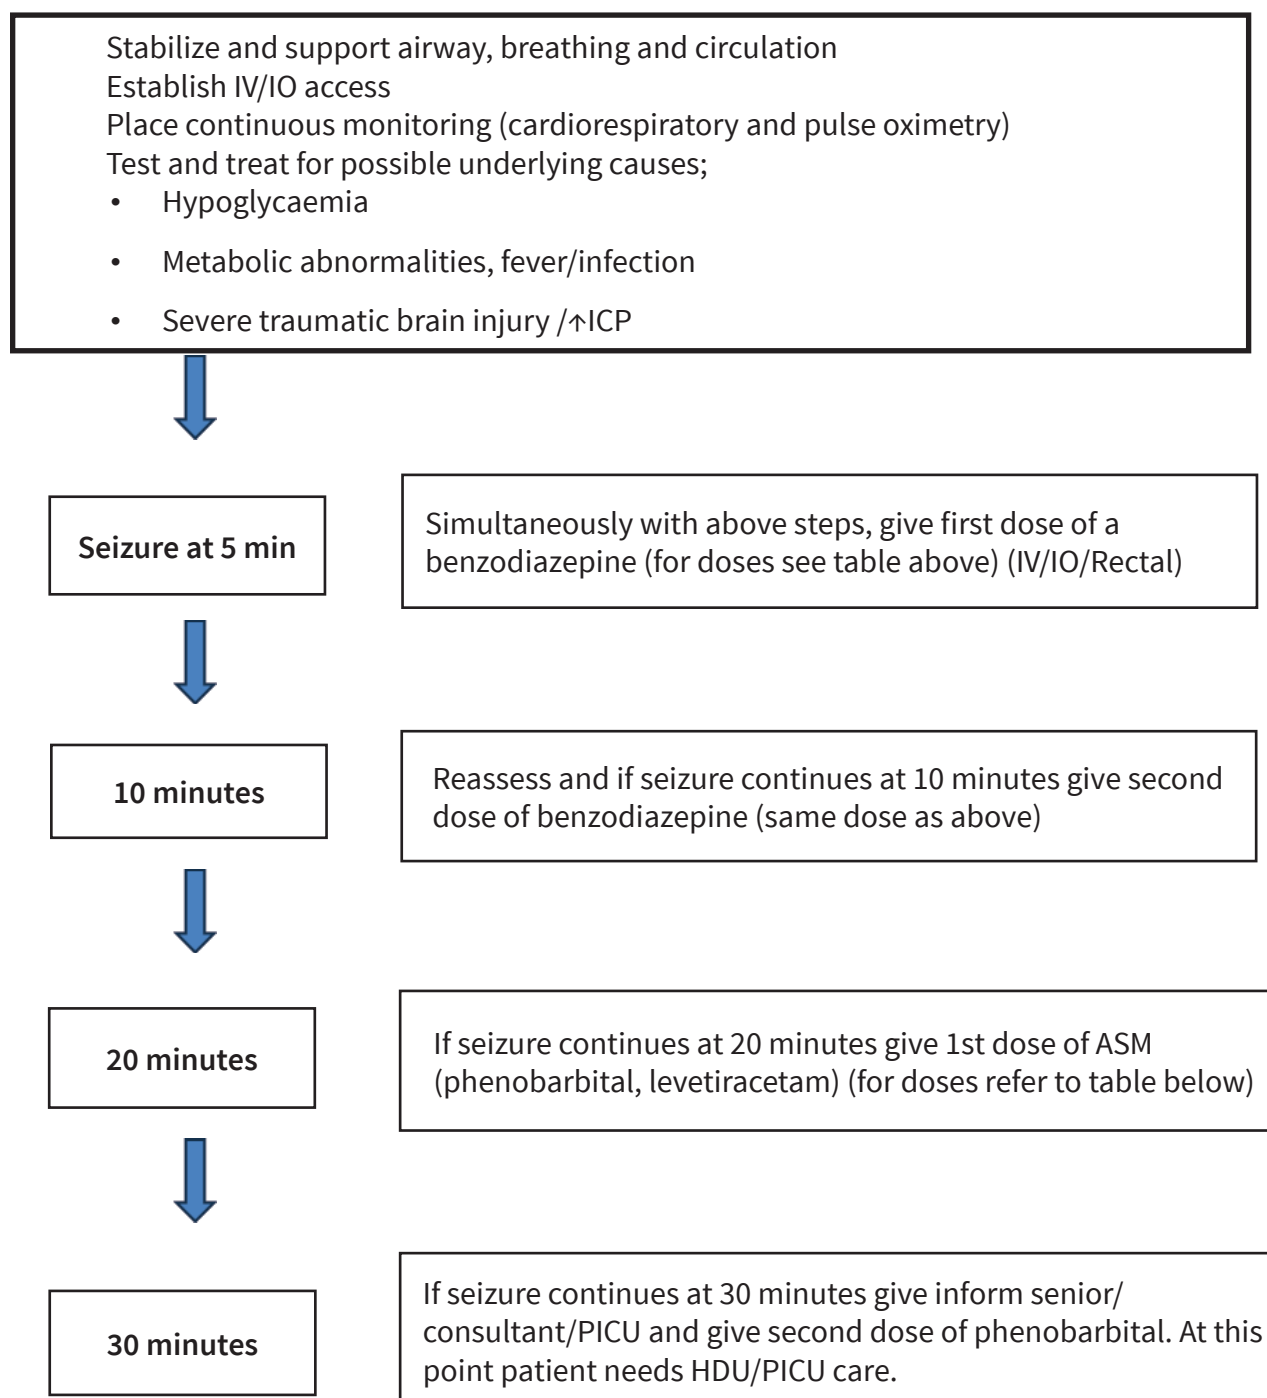 Stabilize and support airway, breathing and circulation
Establish IV/IO access
Place continuous monitoring (cardiorespiratory and pulse oximetry)
Test and treat for possible underlying causes;
• Hypoglycaemia
• Metabolic abnormalities, fever/infection
• Severe traumatic brain injury /↑ICP
Seizure at 5 min
Simultaneously with above steps, give first dose of a
benzodiazepine (for doses see table above) (IV/IO/Rectal)
10 minutes
Reassess and if seizure continues at 10 minutes give second
dose of benzodiazepine (same dose as above)
20 minutes
If seizure continues at 20 minutes give 1st dose of ASM
(phenobarbital, levetiracetam) (for doses refer to table below)
30 minutes
If seizure continues at 30 minutes give inform senior/
consultant/PICU and give second dose of phenobarbital. At this
point patient needs HDU/PICU care.